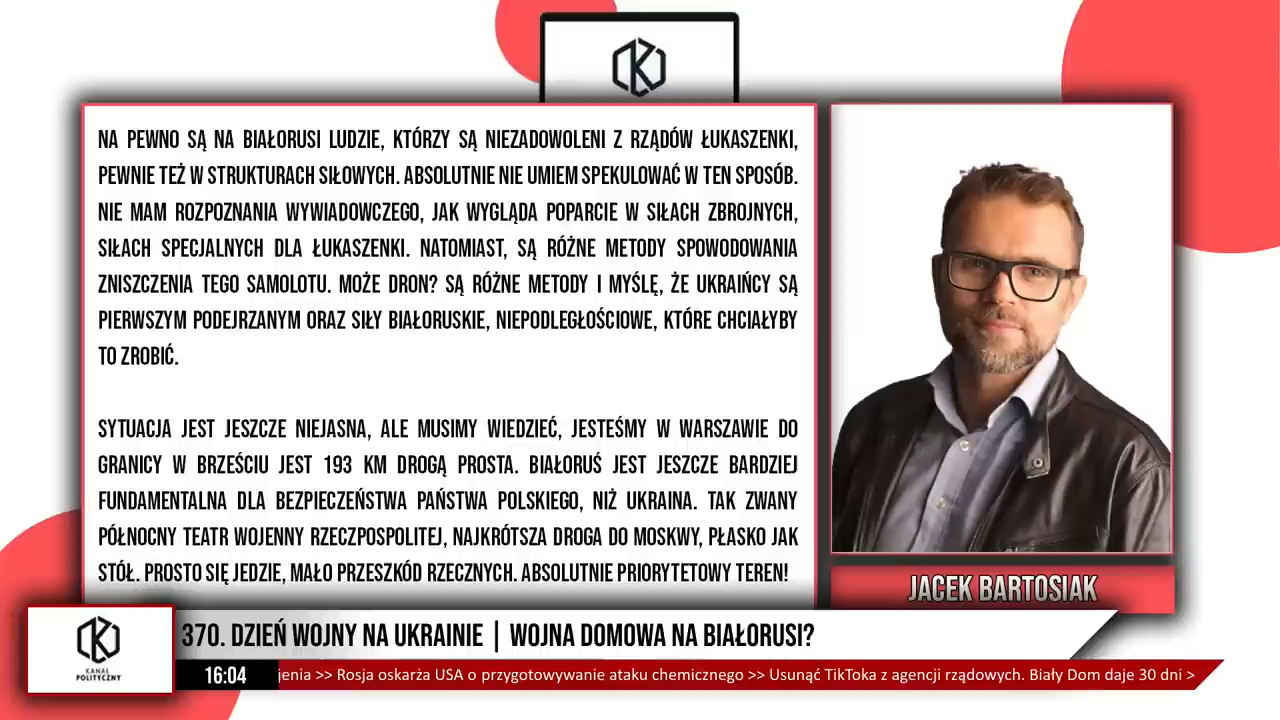 NA PEWNO SĄ NA BIAŁORUSI LUDZIE, KTÓRZY SĄ NIEZADOWOLENI Z RZĄDÓW ŁUKASZENKI,
PEWNIE TEŻ W STRUKTURACH SIŁOWYCH. ABSOLUTNIE NIE UMIEM SPEKULOWAĆ W TEN SPOSÓB.
NIE MAM ROZPOZNANIA WYWIADOWCZEGO, JAK WYGLĄDA POPARCIE W SIŁACH ZBROJNYCH,
SIŁACH SPECJALNYCH DLA ŁUKASZENKI. NATOMIAST, SĄ RÓŻNE METODY SPOWODOWANIA
ZNISZCZENIA TEGO SAMOLOTU. MOŻE DRON? SĄ RÓŻNE METODY I MYŚLĘ, ŻE UKRAIŃCY SĄ
PIERWSZYM PODEJRZANYM ORAZ SIŁY BIAŁORUSKIE, NIEPODLEGŁOŚCIOWE, KTÓRE CHCIAŁYBY
TO ZROBIĆ.
SYTUACJA JEST JESZCZE NIEJASNA, ALE MUSIMY WIEDZIEĆ, JESTEŚMY W WARSZAWIE DO
GRANICY W BRZEŚCIU JEST 193 KM DROGĄ PROSTA. BIAŁORUŚ JEST JESZCZE BARDZIEJ
FUNDAMENTALNA DLA BEZPIECZEŃSTWA PAŃSTWA POLSKIEGO, NIŻ UKRAINA. TAK ZWANY
PÓŁNOCNY TEATR WOJENNY RZECZPOSPOLITEJ, NAJKRÓTSZA DROGA DO MOSKWY, PŁASKO JAK
STÓŁ. PROSTO SIĘ JEDZIE, MAŁO PRZESZKÓD RZECZNYCH. ABSOLUTNIE PRIORYTETOWY TEREN!
JACEK BARTOSIAK
370. DZIEŃ WOJNY NA UKRAINIE | WOJNA DOMOWA NA BIAŁORUSI?
KANAŁ
POLITYCZNY
16:04
jenia >> Rosja oskarża USA o przygotowywanie ataku chemicznego >> Usunąć TikToka z agencji rządowych. Biały Dom daje 30 dni >